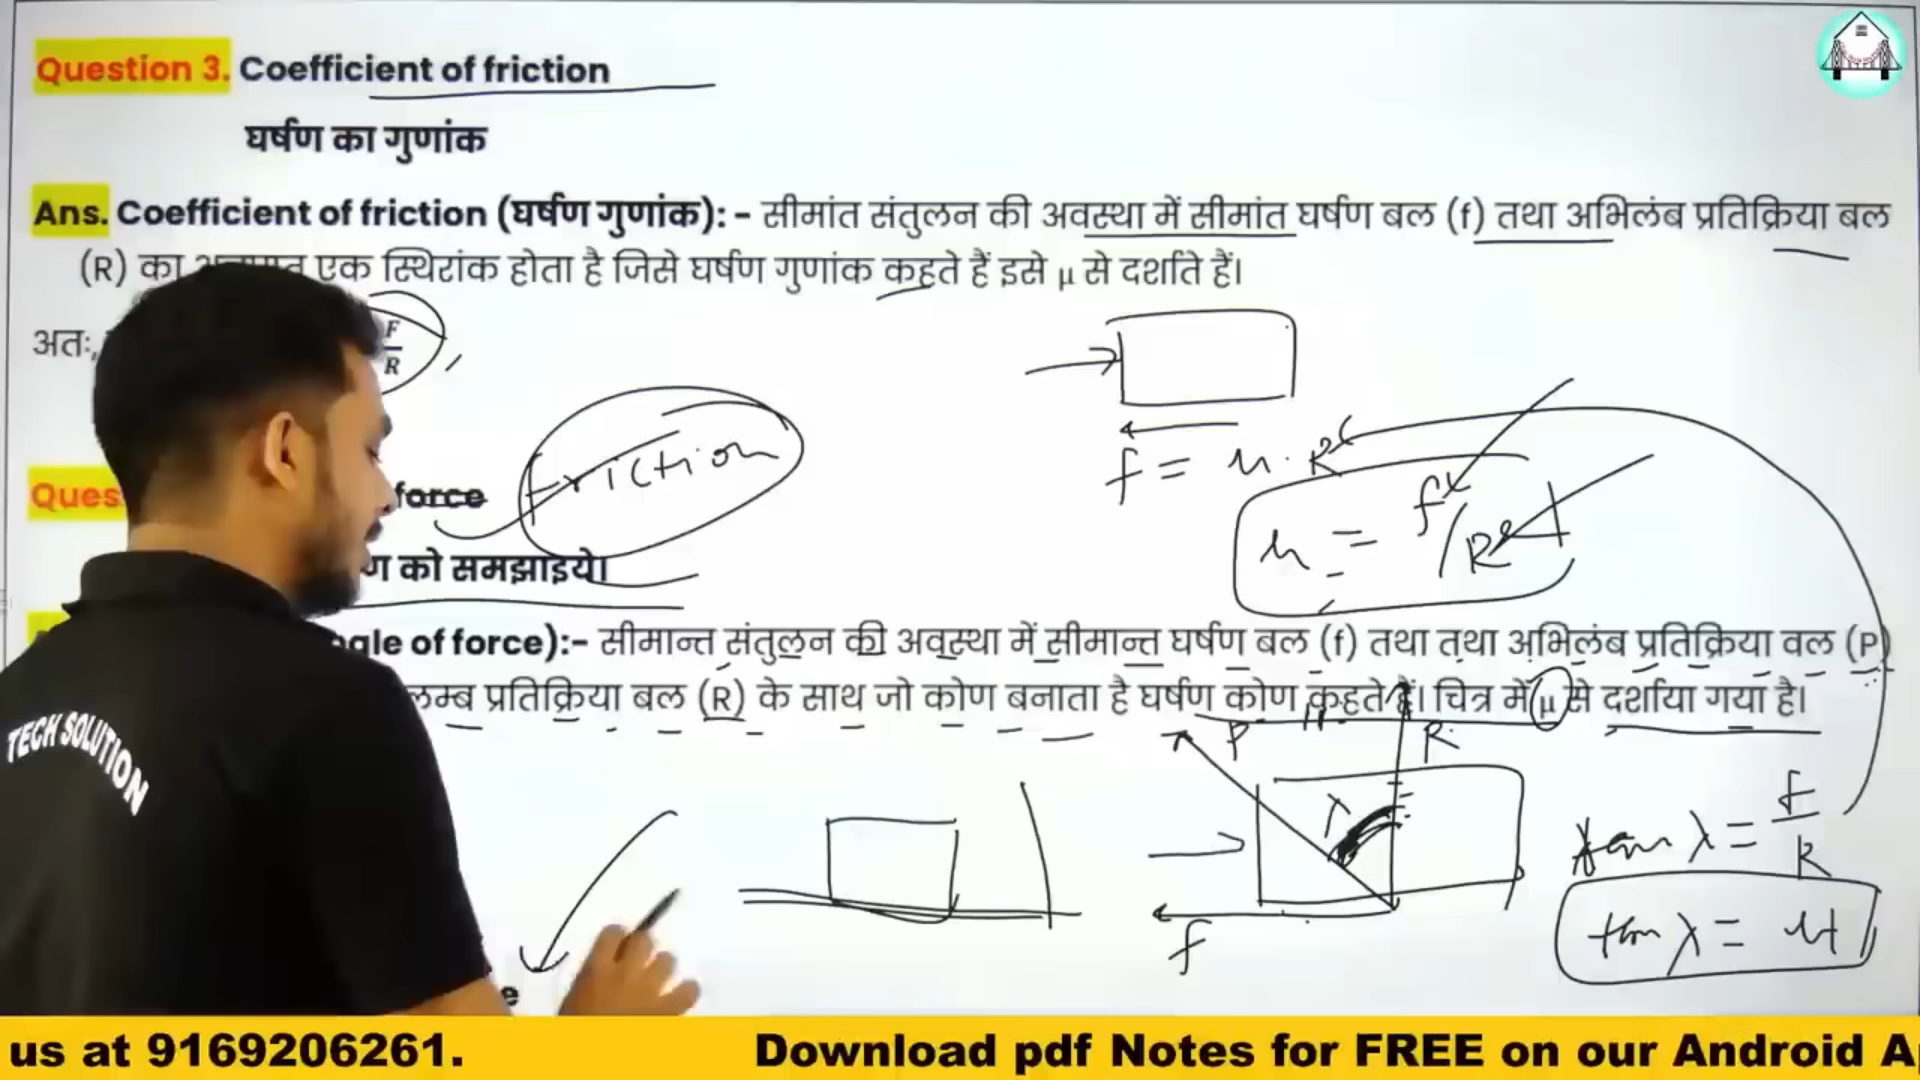 Question 3. Coefficient of friction
घर्षण का गुणांक
Ans. Coefficient of friction (घर्षण गुणांक): - सीमांत संतुलन की अवस्था में सीमांत घर्षण बल (f) तथा अभिलंब प्रतिक्रिया बल
(R) का एक स्थिरांक होता है जिसे घर्षण गुणांक कहते हैं इसे μ से दर्शाते हैं।
अतः,
F
R
friction
f = μ . R
μ = f / R
Ques
force
को समझाइये।
ngle of force):- सीमान्त संतुलन की अवस्था में सीमान्त घर्षण बल (f) तथा तथा अभिलंब प्रतिक्रिया वल (P)
लम्ब प्रतिक्रिया बल (R) के साथ जो कोण बनाता है घर्षण कोण कहते हैं। चित्र में μ से दर्शाया गया है।
P
R
λ
f
tan λ = f / R
tan λ = μ
TECH SOLUTION
e
us at 9169206261.
Download pdf Notes for FREE on our Android A